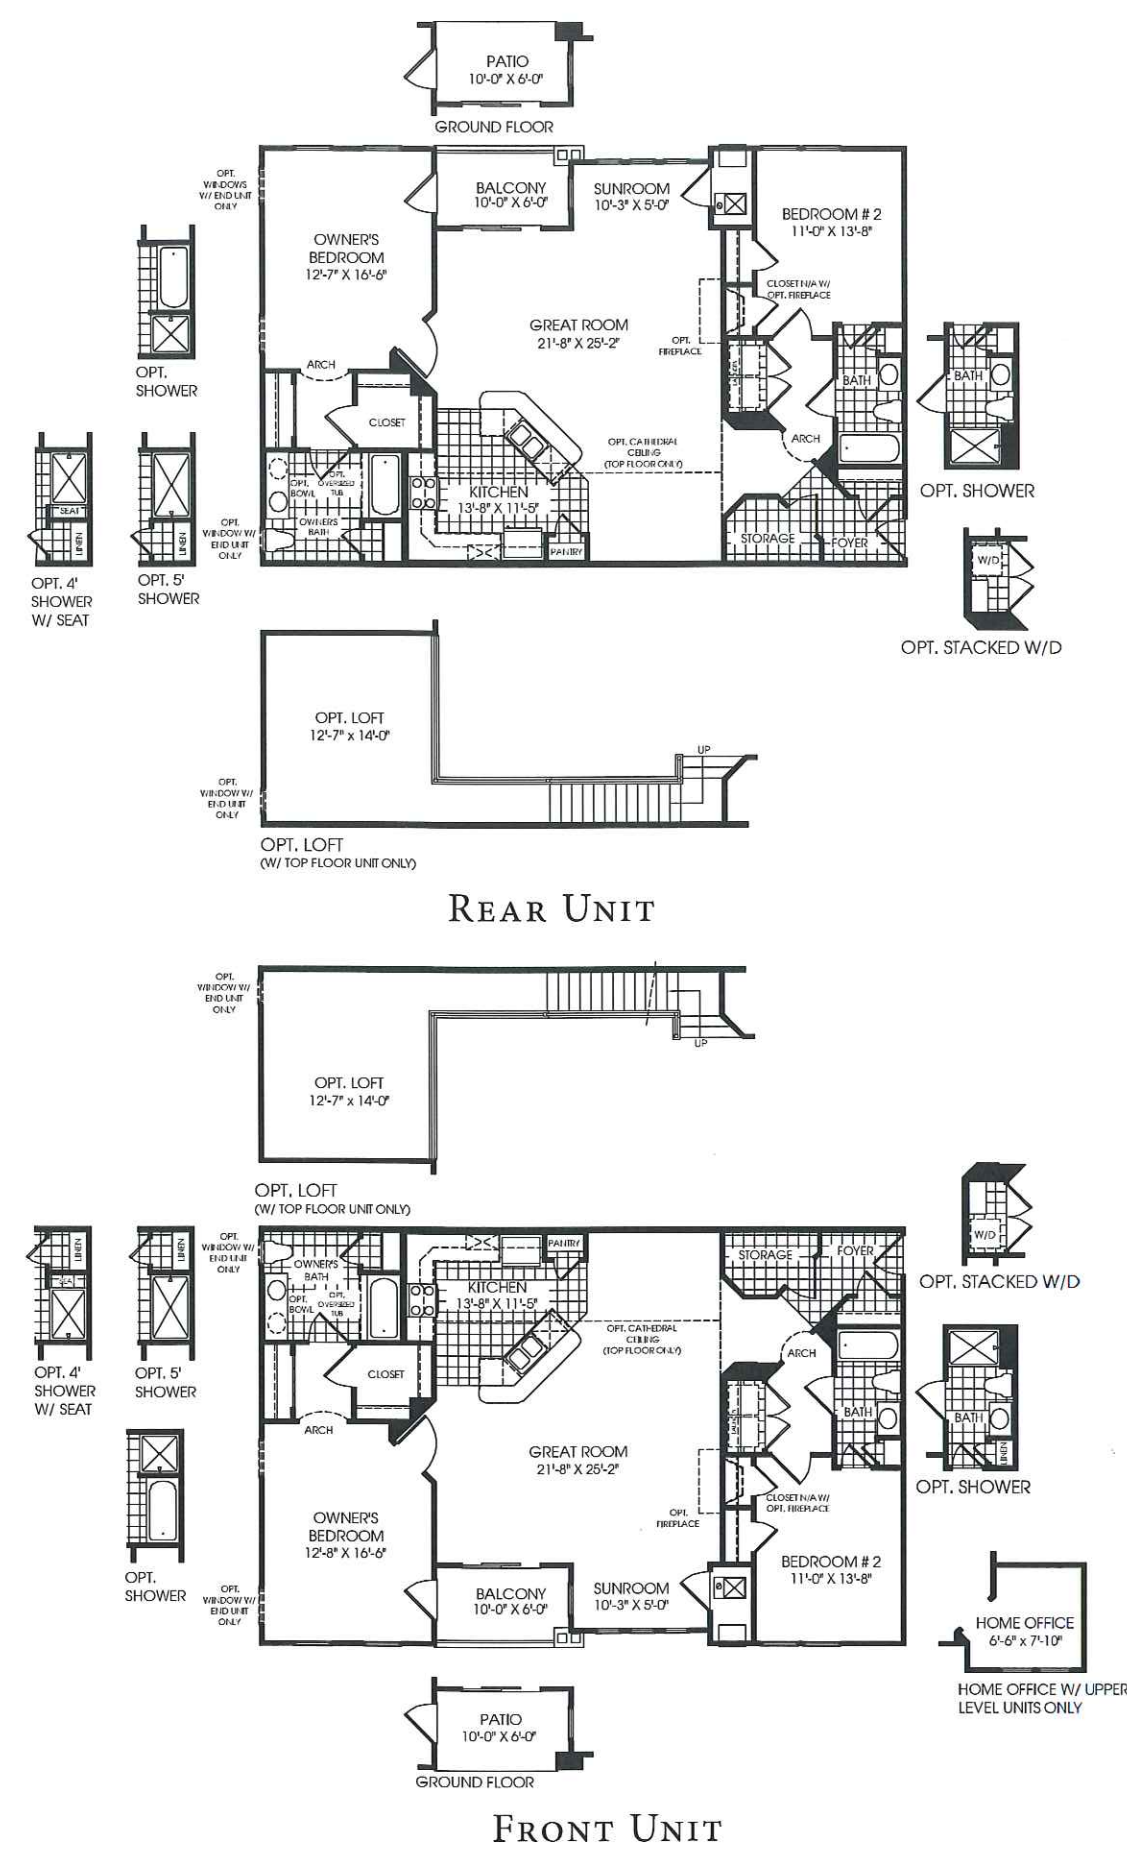 PATIO
10'-0" X 6'-0"
GROUND FLOOR
OPT.
WINDOWS
W/ END UNIT
ONLY
BALCONY
10'-0" X 6'-0"
SUNROOM
10'-3" X 5'-0"
BEDROOM # 2
11'-0" X 13'-8"
OWNER'S
BEDROOM
12'-7" X 16'-6"
CLOSET N/A W/
OPT. FIREPLACE
GREAT ROOM
21'-8" X 25'-2"
OPT.
FIREPLACE
OPT.
SHOWER
ARCH
CLOSET
BATH
BATH
ARCH
OPT. CATHEDRAL
CEILING
(TOP FLOOR ONLY)
OPT. SHOWER
OPT.
BOWL
OPT.
OVERSIZED
TUB
KITCHEN
13'-8" X 11'-5"
SEAT
LINEN
LINEN
OPT.
WINDOW W/
END UNIT
ONLY
OWNER'S
BATH
PANTRY
STORAGE
FOYER
W/D
OPT. 4'
SHOWER
W/ SEAT
OPT. 5'
SHOWER
OPT. STACKED W/D
OPT. LOFT
12'-7" x 14'-0"
UP
OPT.
WINDOW W/
END UNIT
ONLY
OPT. LOFT
(W/ TOP FLOOR UNIT ONLY)
REAR UNIT
OPT.
WINDOW W/
END UNIT
ONLY
UP
OPT. LOFT
12'-7" x 14'-0"
OPT. LOFT
(W/ TOP FLOOR UNIT ONLY)
OPT.
WINDOW W/
END UNIT
ONLY
LINEN
LINEN
OWNER'S
BATH
OPT.
BOWL
OPT.
OVERSIZED
TUB
PANTRY
KITCHEN
13'-8" X 11'-5"
STORAGE
FOYER
W/D
OPT. STACKED W/D
OPT. CATHEDRAL
CEILING
(TOP FLOOR ONLY)
ARCH
OPT. 4'
SHOWER
W/ SEAT
OPT. 5'
SHOWER
CLOSET
ARCH
BATH
BATH
LINEN
OPT. SHOWER
GREAT ROOM
21'-8" X 25'-2"
CLOSET N/A W/
OPT. FIREPLACE
OPT.
FIREPLACE
OWNER'S
BEDROOM
12'-8" X 16'-6"
OPT.
SHOWER
OPT.
WINDOW W/
END UNIT
ONLY
BALCONY
10'-0" X 6'-0"
SUNROOM
10'-3" X 5'-0"
BEDROOM # 2
11'-0" X 13'-8"
HOME OFFICE
6'-6" x 7'-10"
HOME OFFICE W/ UPPER
LEVEL UNITS ONLY
PATIO
10'-0" X 6'-0"
GROUND FLOOR
FRONT UNIT